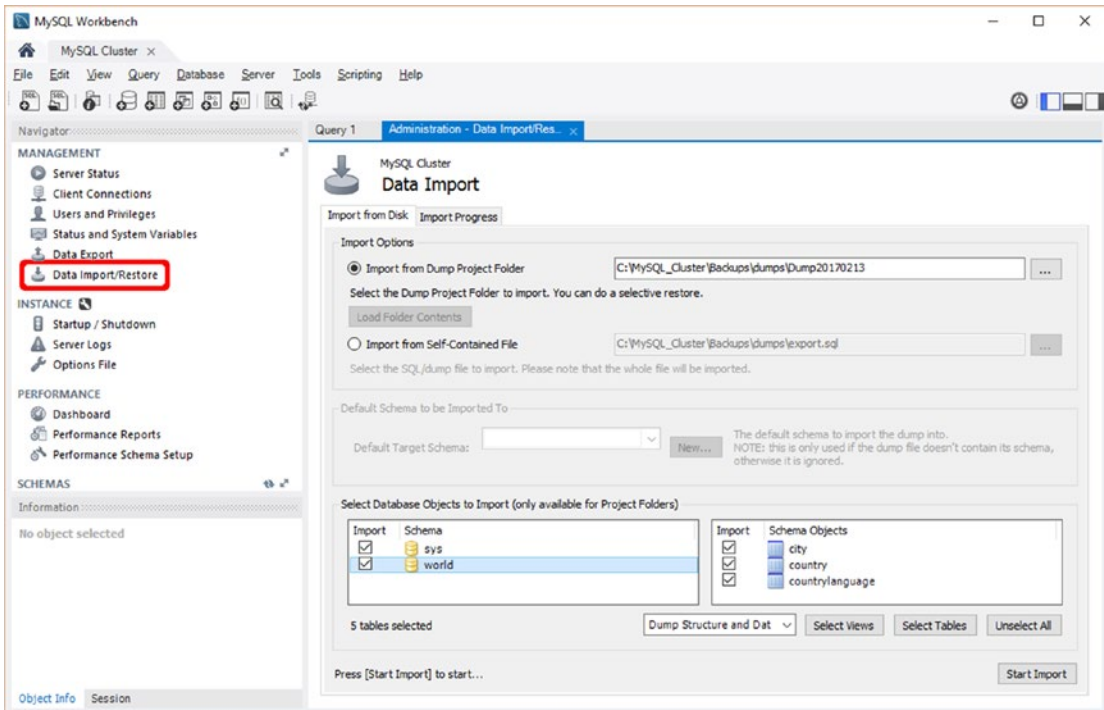 MySQL Workbench
MySQL Cluster
File Edit View Query Database Server Tools Scripting Help
Navigator
MANAGEMENT
Server Status
Client Connections
Users and Privileges
Status and System Variables
Data Export
Data Import/Restore
INSTANCE
Startup / Shutdown
Server Logs
Options File
PERFORMANCE
Dashboard
Performance Reports
Performance Schema Setup
SCHEMAS
Information
No object selected
Object Info Session
Query 1 Administration - Data Import/Res...
MySQL Cluster
Data Import
Import from Disk Import Progress
Import Options
Import from Dump Project Folder C:\MySQL_Cluster\Backups\dumps\Dump20170213 ...
Select the Dump Project Folder to import. You can do a selective restore.
Load Folder Contents
Import from Self-Contained File C:\MySQL_Cluster\Backups\dumps\export.sql ...
Select the SQL/dump file to import. Please note that the whole file will be imported.
Default Schema to be Imported To
Default Target Schema: New...
The default schema to import the dump into.
NOTE: this is only used if the dump file doesn't contain its schema,
otherwise it is ignored.
Select Database Objects to Import (only available for Project Folders)
Import Schema
sys
world
Import Schema Objects
city
country
countrylanguage
5 tables selected Dump Structure and Dat Select Views Select Tables Unselect All
Press [Start Import] to start... Start Import